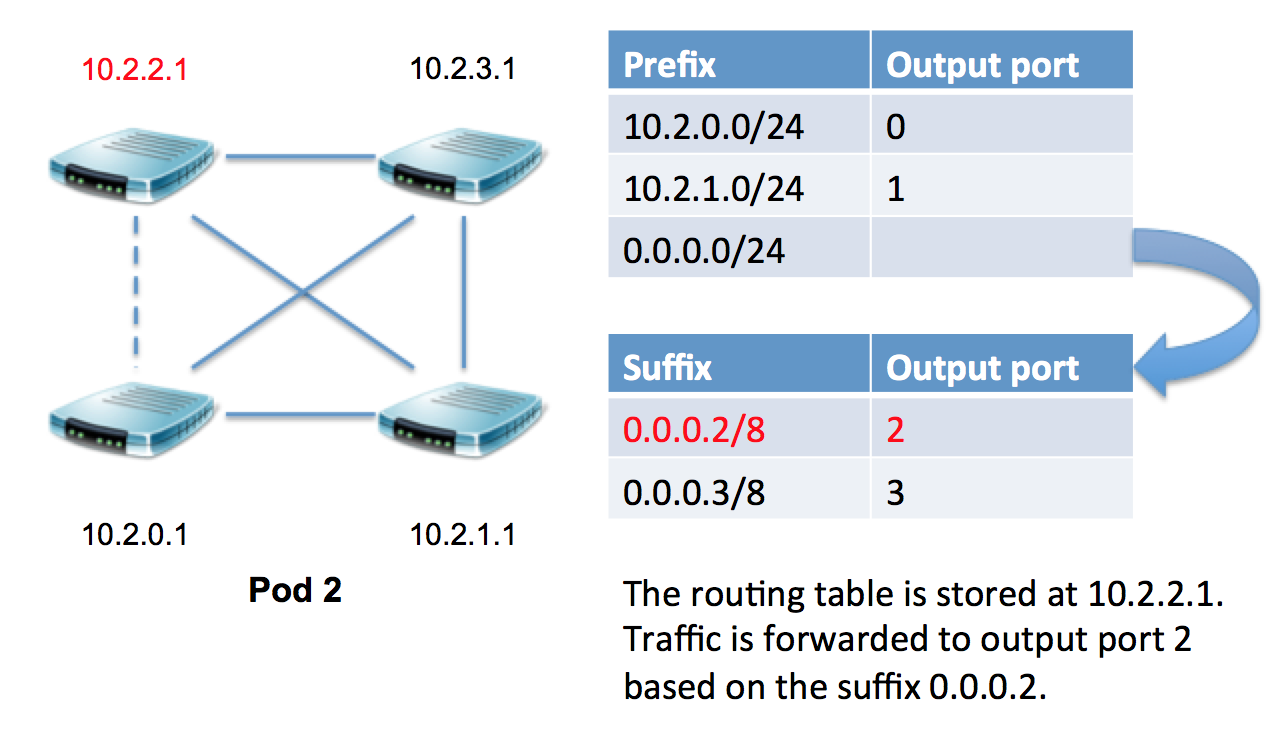 10.2.2.1
10.2.3.1
10.2.0.1
10.2.1.1
Pod 2
Prefix Output port
10.2.0.0/24 0
10.2.1.0/24 1
0.0.0.0/24
Suffix Output port
0.0.0.2/8 2
0.0.0.3/8 3
The routing table is stored at 10.2.2.1.
Traffic is forwarded to output port 2
based on the suffix 0.0.0.2.